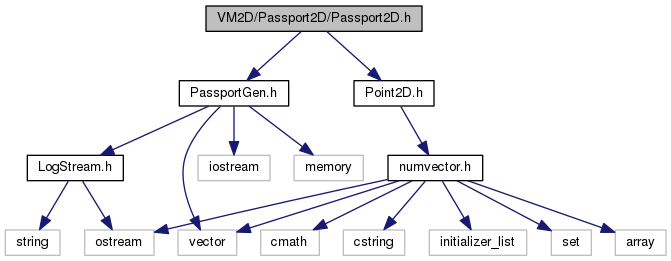 VM2D/Passport2D/Passport2D.h
PassportGen.h
Point2D.h
LogStream.h
iostream
memory
numvector.h
string
ostream
vector
cmath
cstring
initializer_list
set
array